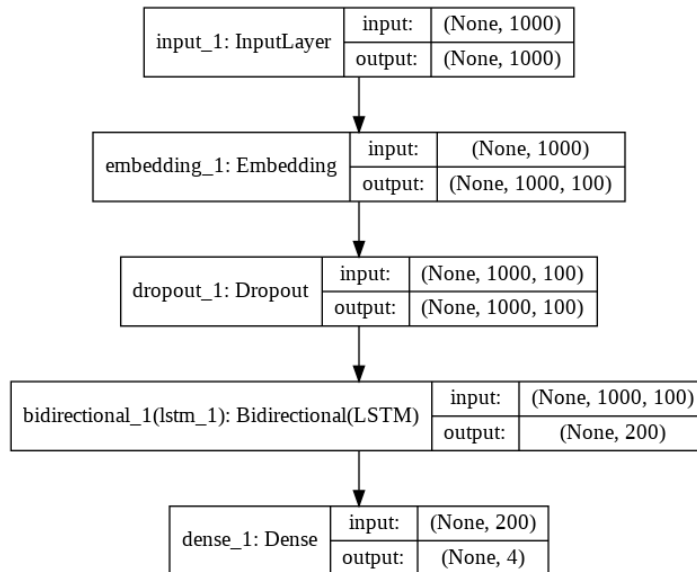 input_1: InputLayer
input: (None, 1000)
output: (None, 1000)
embedding_1: Embedding
input: (None, 1000)
output: (None, 1000, 100)
dropout_1: Dropout
input: (None, 1000, 100)
output: (None, 1000, 100)
bidirectional_1(lstm_1): Bidirectional(LSTM)
input: (None, 1000, 100)
output: (None, 200)
dense_1: Dense
input: (None, 200)
output: (None, 4)